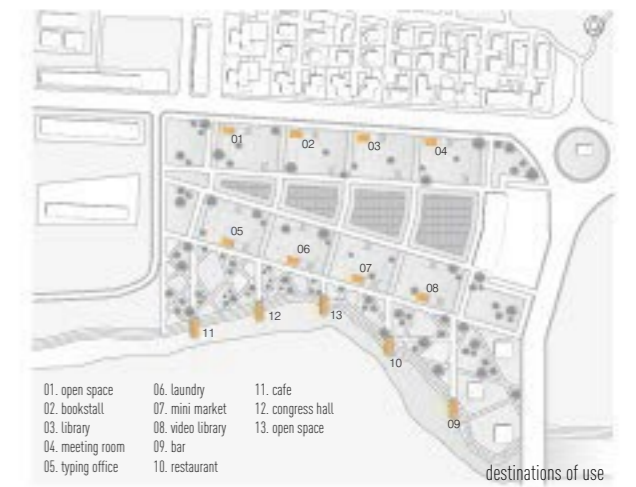 01
02
03
04
05
06
07
08
11
12
13
10
09
01. open space
02. bookstall
03. library
04. meeting room
05. typing office
06. laundry
07. mini market
08. video library
09. bar
10. restaurant
11. cafe
12. congress hall
13. open space
destinations of use